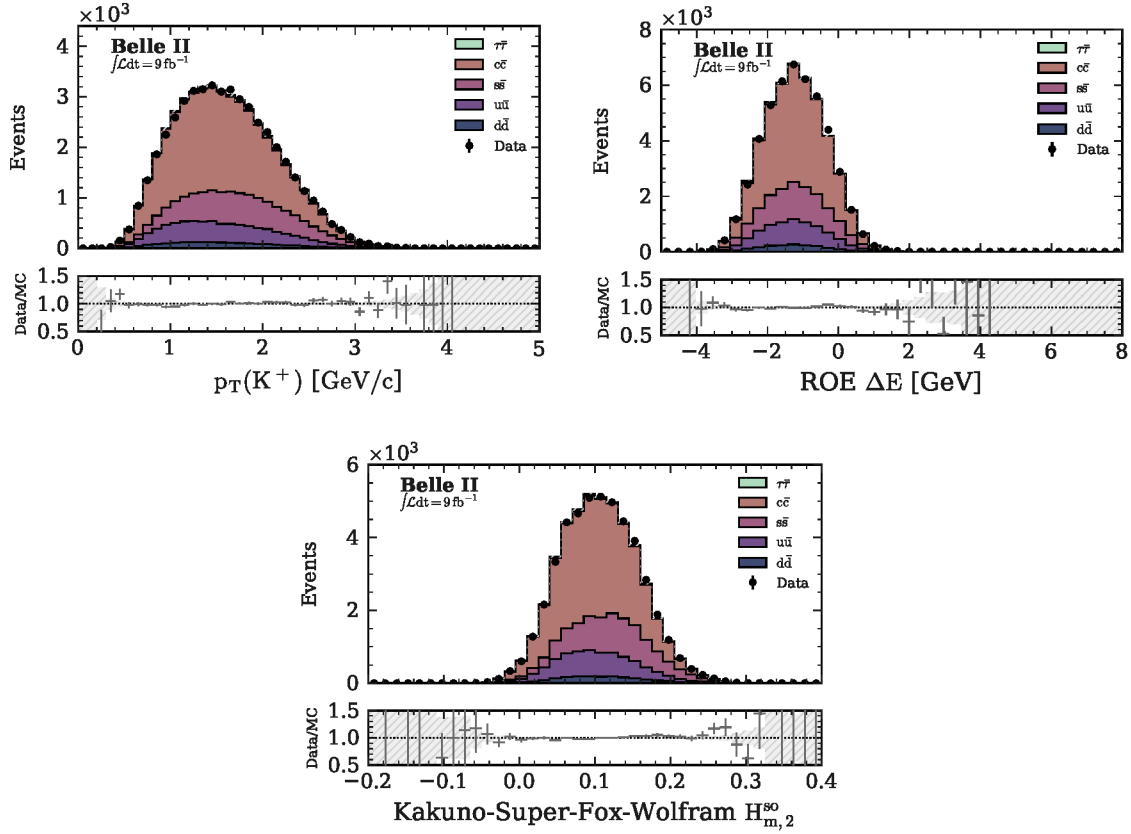 ×10³
Belle II
∫ℒdt = 9 fb⁻¹
ττ̄
cc̄
ss̄
uū
dd̄
Data
Events
4
3
2
1
0
Data/MC
1.5
1.0
0.5
0 1 2 3 4 5
p_T(K⁺) [GeV/c]
×10³
Belle II
∫ℒdt = 9 fb⁻¹
ττ̄
cc̄
ss̄
uū
dd̄
Data
Events
8
6
4
2
0
Data/MC
1.5
1.0
0.5
−4 −2 0 2 4 6 8
ROE ΔE [GeV]
×10³
Belle II
∫ℒdt = 9 fb⁻¹
ττ̄
cc̄
ss̄
uū
dd̄
Data
Events
6
4
2
0
Data/MC
1.5
1.0
0.5
−0.2 −0.1 0.0 0.1 0.2 0.3 0.4
Kakuno-Super-Fox-Wolfram H^so_m,2